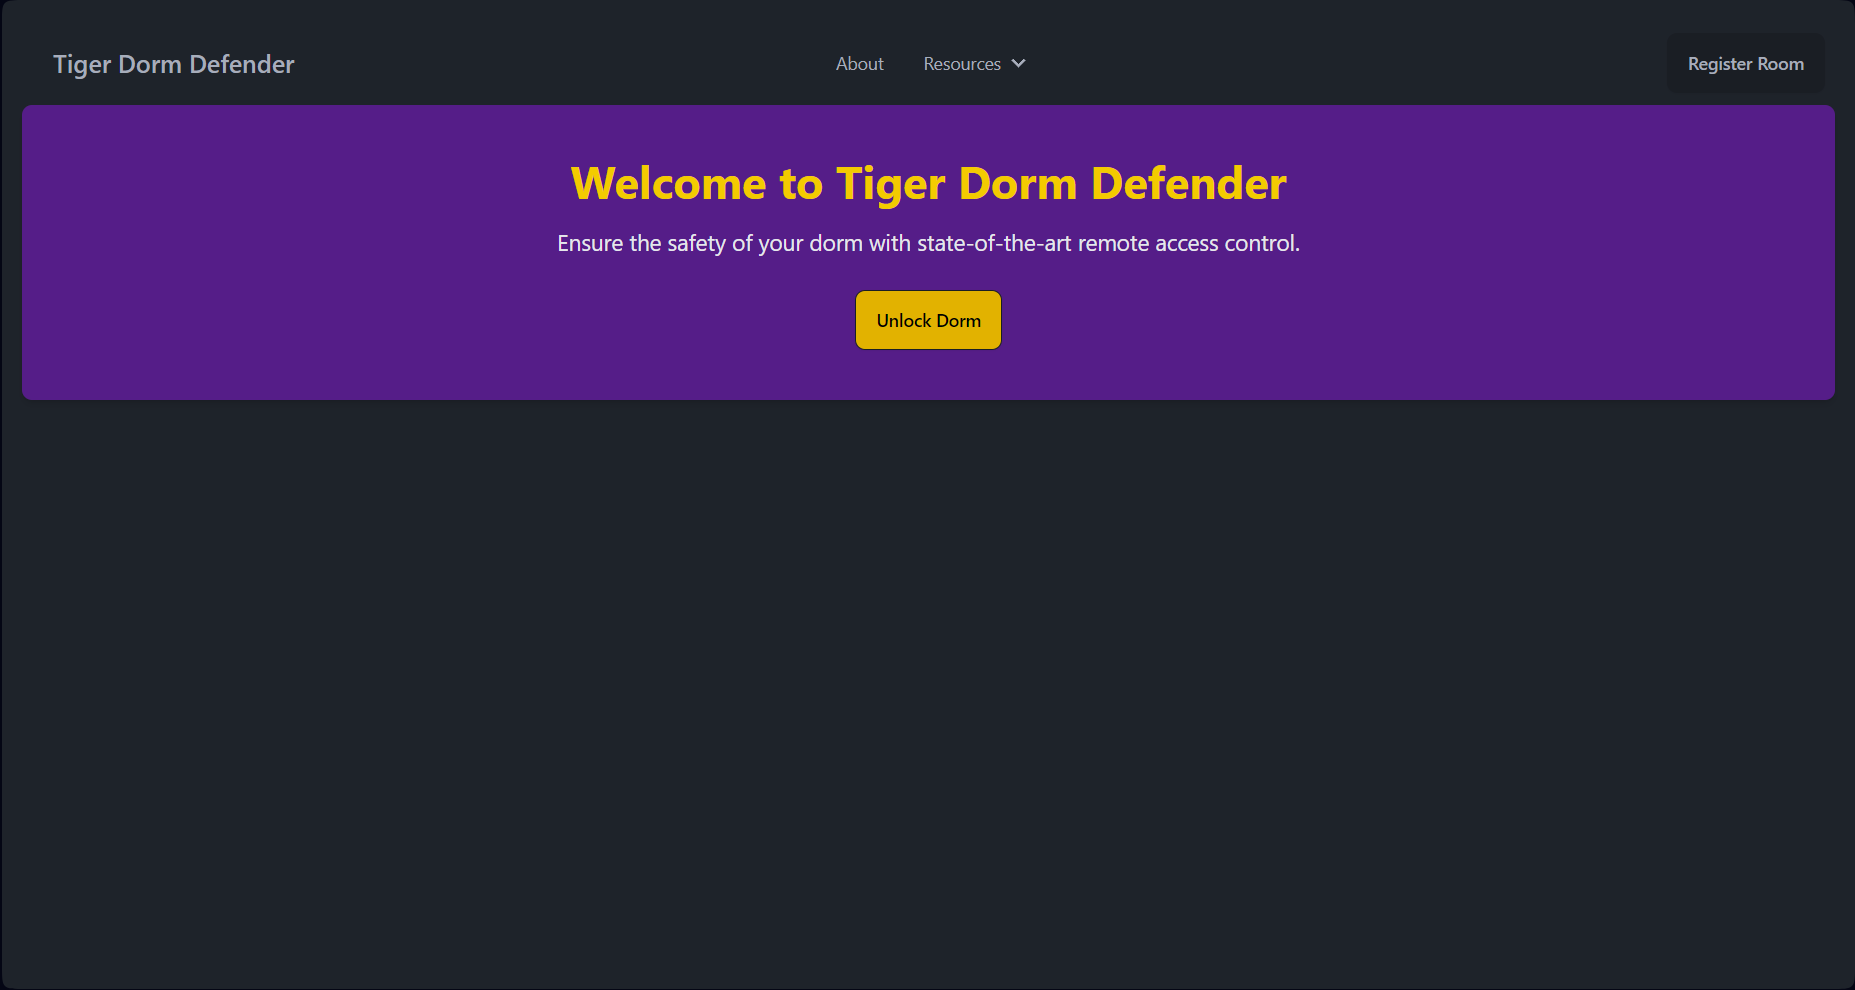 Tiger Dorm Defender
About
Resources
Register Room
Welcome to Tiger Dorm Defender
Ensure the safety of your dorm with state-of-the-art remote access control.
Unlock Dorm